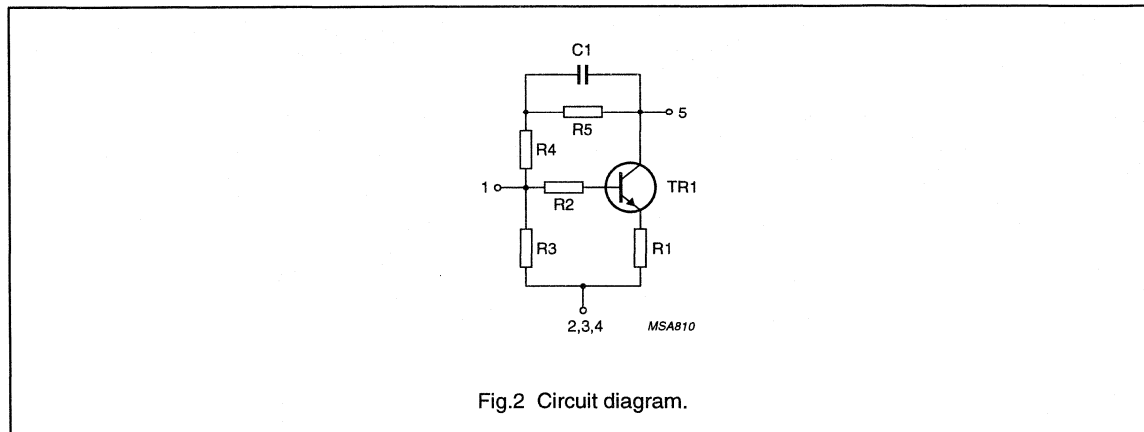 C1
5
R5
R4
1
R2
TR1
R3
R1
2,3,4
MSA810
Fig.2 Circuit diagram.